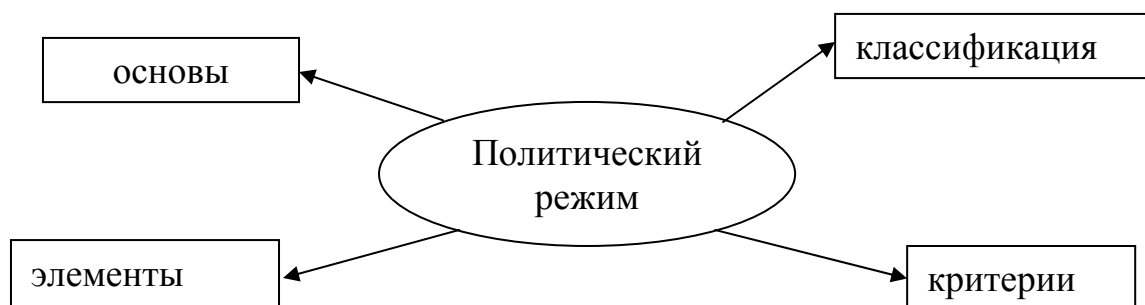 основы
классификация
Политический
режим
элементы
критерии